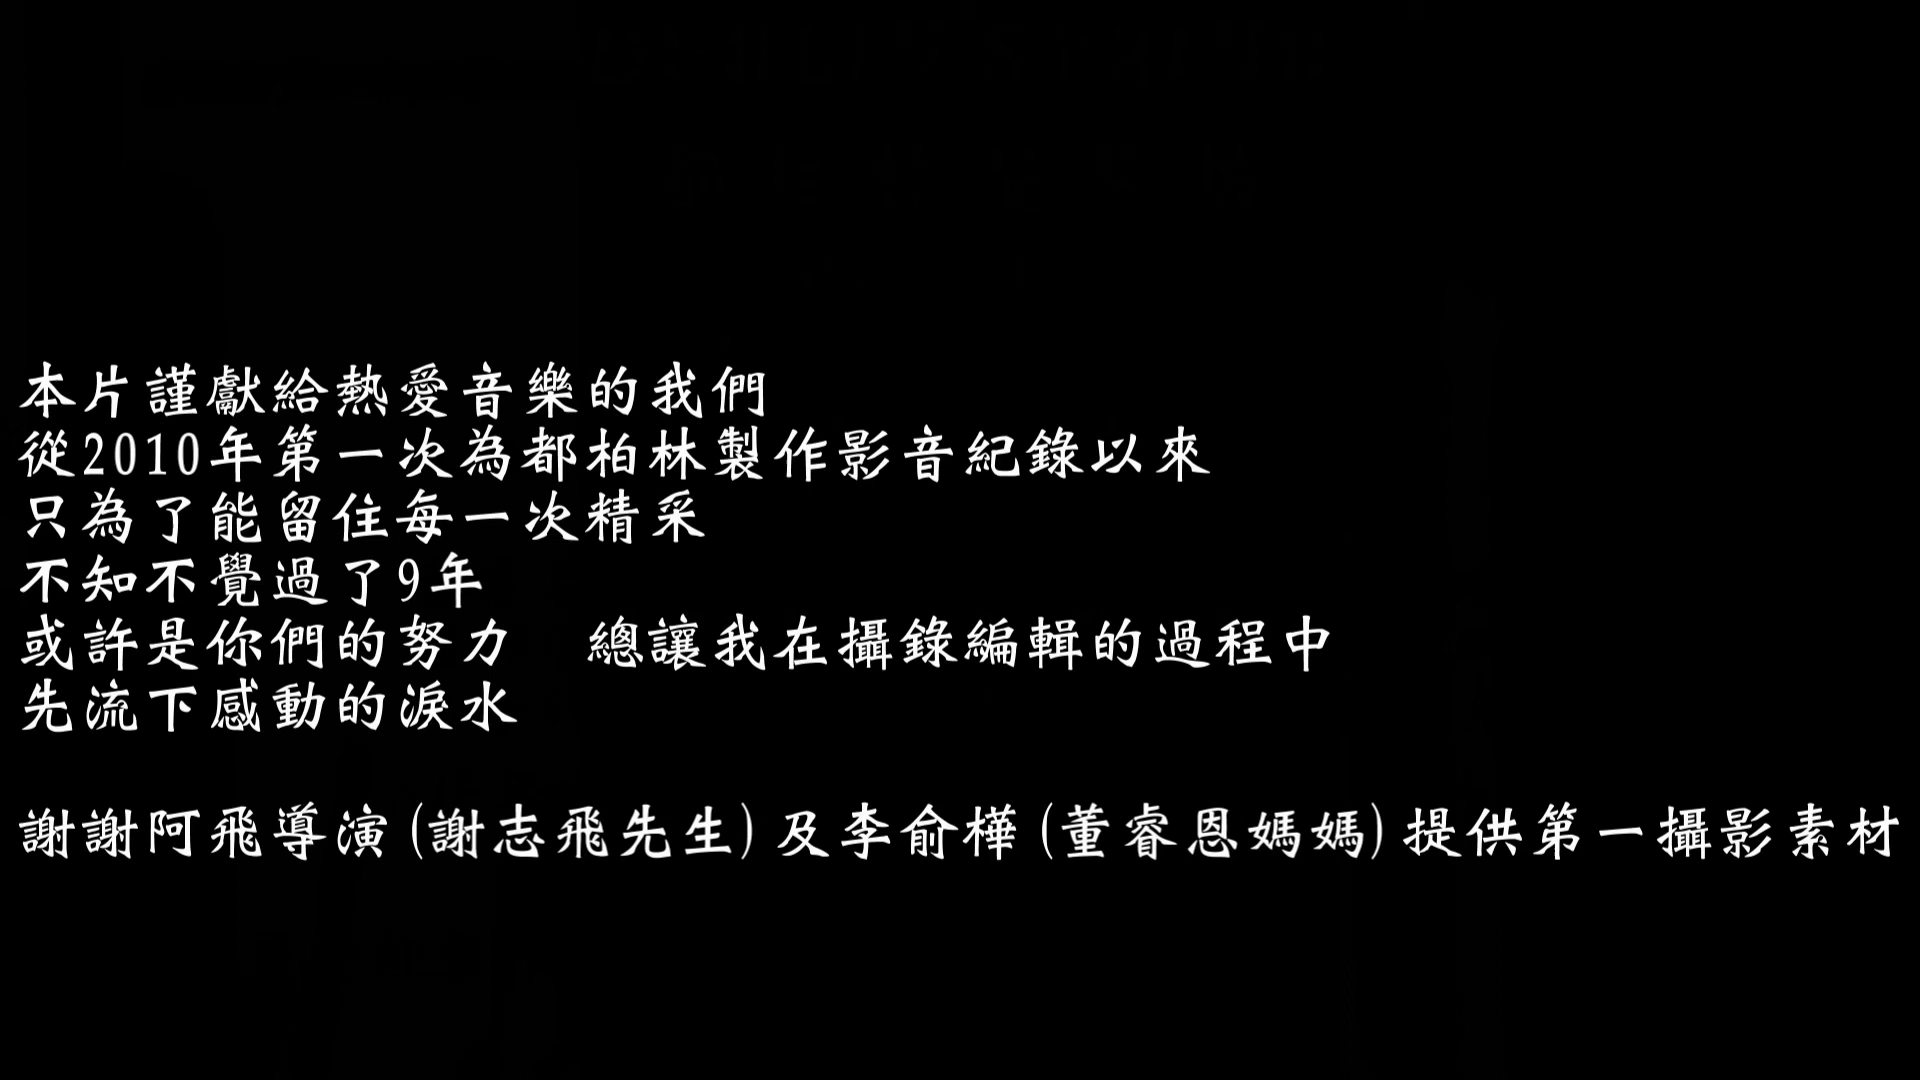 本片謹獻給熱愛音樂的我們
從2010年第一次為都柏林製作影音紀錄以來
只為了能留住每一次精采
不知不覺過了9年
或許是你們的努力　總讓我在攝錄編輯的過程中
先流下感動的淚水
謝謝阿飛導演(謝志飛先生)及李俞樺(董睿恩媽媽)提供第一攝影素材